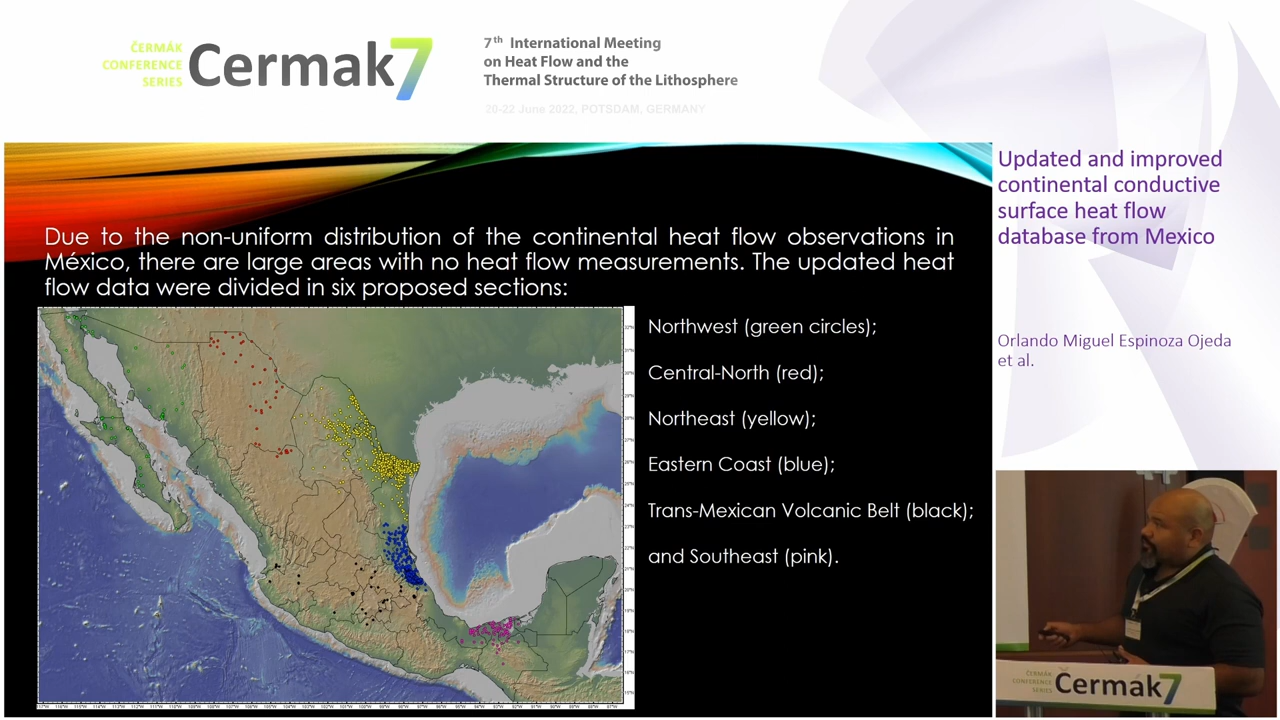 ČERMÁK
CONFERENCE
SERIES
Cermak7
7th International Meeting
on Heat Flow and the
Thermal Structure of the Lithosphere
20-22 June 2022, POTSDAM, GERMANY
Due to the non-uniform distribution of the continental heat flow observations in
México, there are large areas with no heat flow measurements. The updated heat
flow data were divided in six proposed sections:
Northwest (green circles);
Central-North (red);
Northeast (yellow);
Eastern Coast (blue);
Trans-Mexican Volcanic Belt (black);
and Southeast (pink).
Updated and improved
continental conductive
surface heat flow
database from Mexico
Orlando Miguel Espinoza Ojeda
et al.
ČERMÁK
CONFERENCE
SERIES
Čermak7